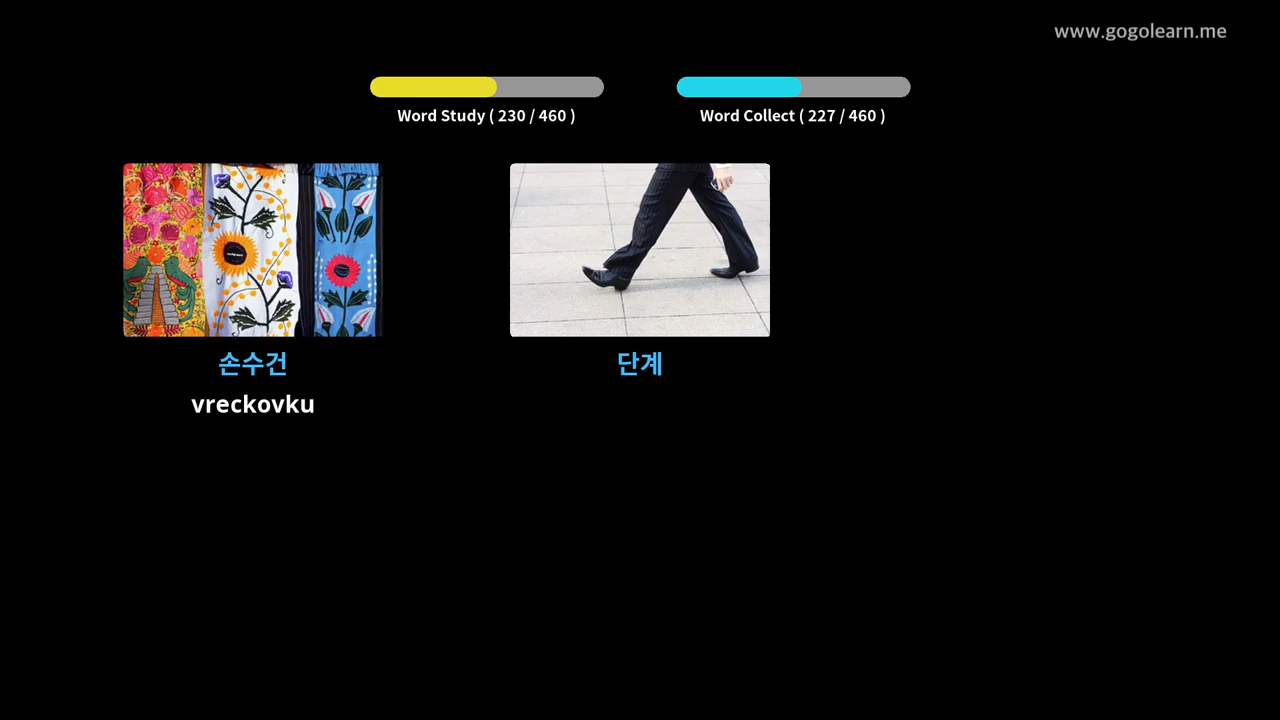 www.gogolearn.me
Word Study ( 230 / 460 )
Word Collect ( 227 / 460 )
손수건
단계
vreckovku